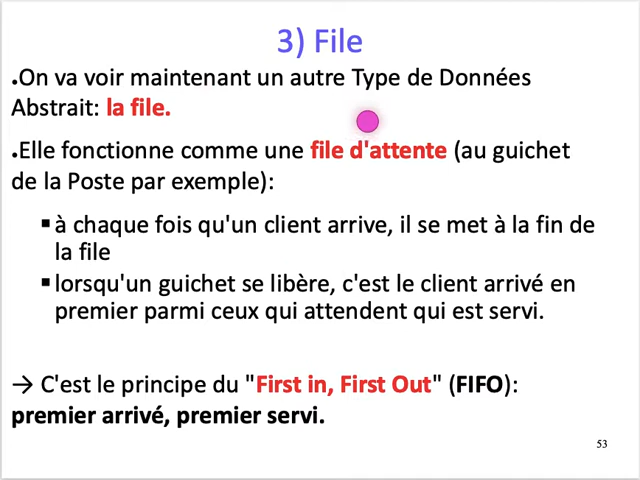 3) File
•On va voir maintenant un autre Type de Données
Abstrait: la file.
•Elle fonctionne comme une file d'attente (au guichet
de la Poste par exemple):
▪ à chaque fois qu'un client arrive, il se met à la fin de
la file
▪ lorsqu'un guichet se libère, c'est le client arrivé en
premier parmi ceux qui attendent qui est servi.
→ C'est le principe du "First in, First Out" (FIFO):
premier arrivé, premier servi.
53